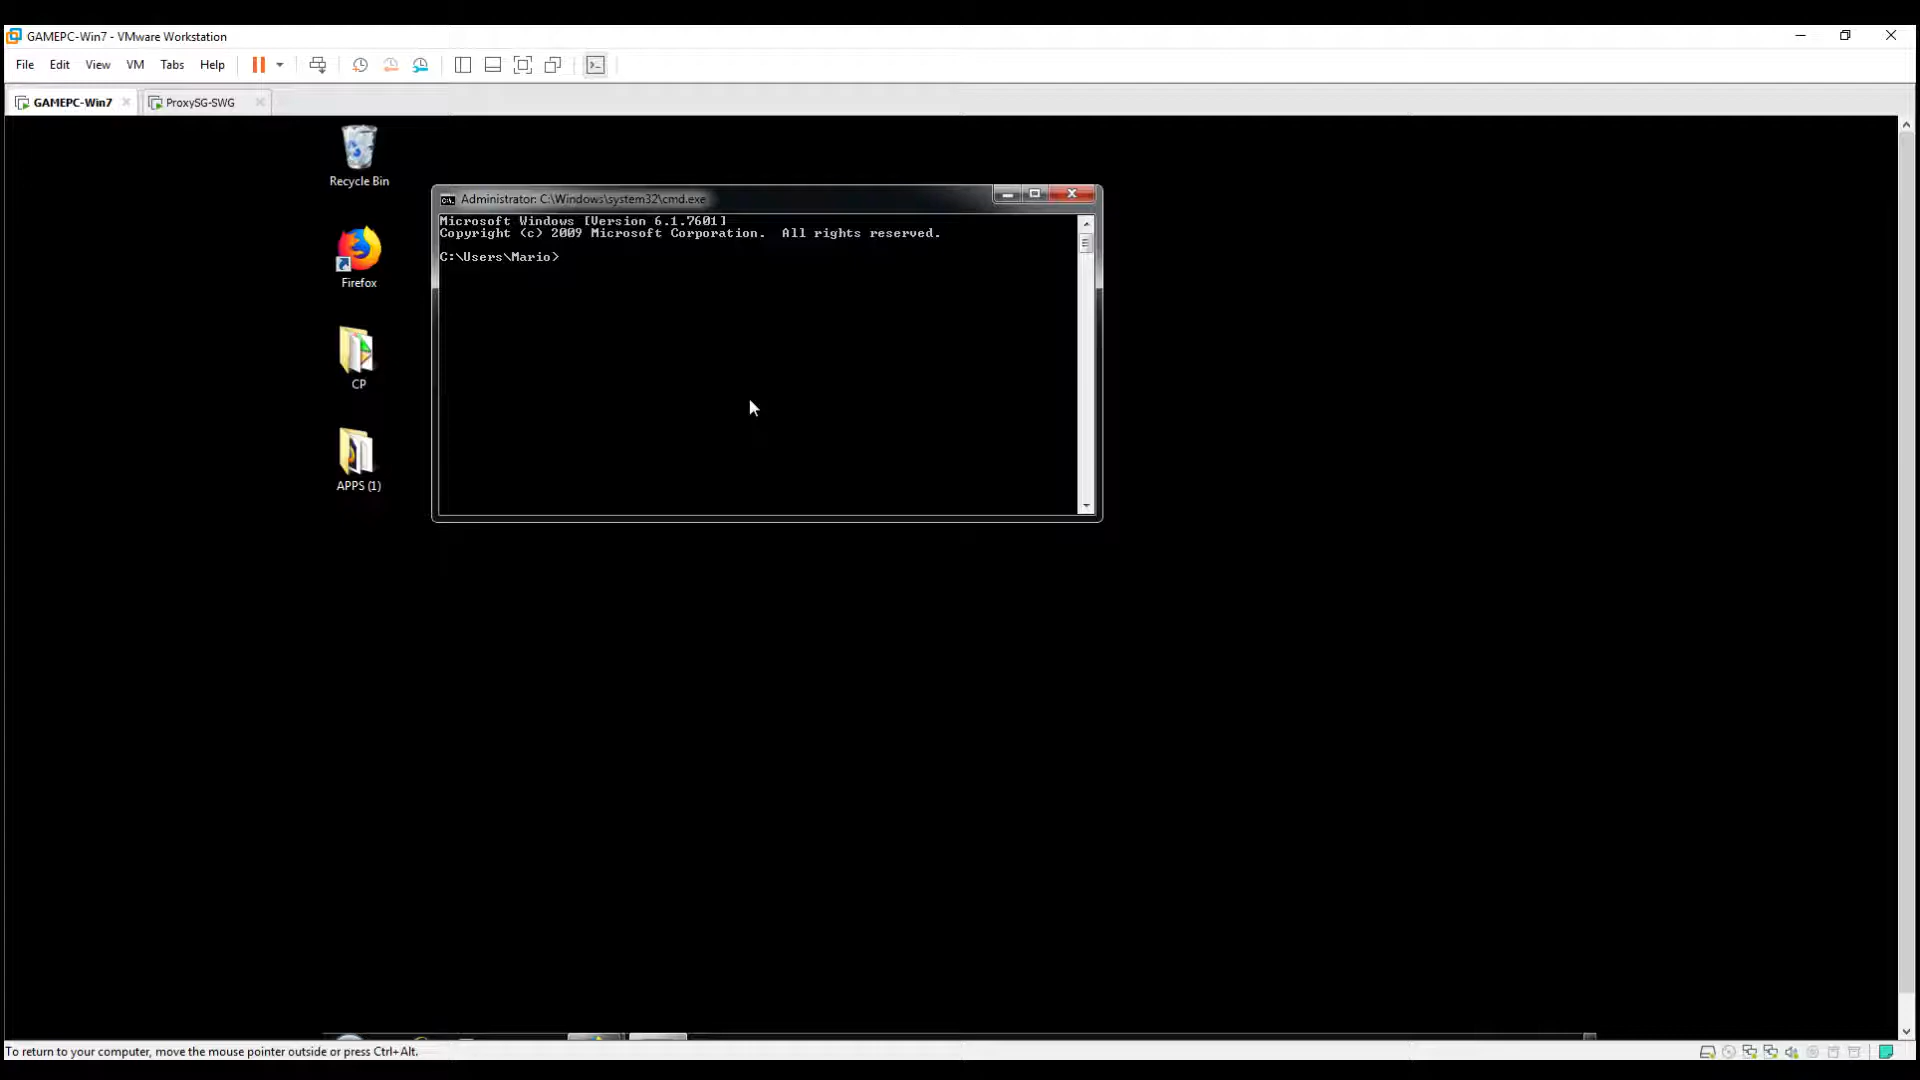 GAMEPC-Win7 - VMware Workstation
File Edit View VM Tabs Help
GAMEPC-Win7
ProxySG-SWG
Recycle Bin
Administrator: C:\Windows\system32\cmd.exe
Microsoft Windows [Version 6.1.7601]
Copyright (c) 2009 Microsoft Corporation.  All rights reserved.
C:\Users\Mario>
Firefox
CP
APPS (1)
To return to your computer, move the mouse pointer outside or press Ctrl+Alt.